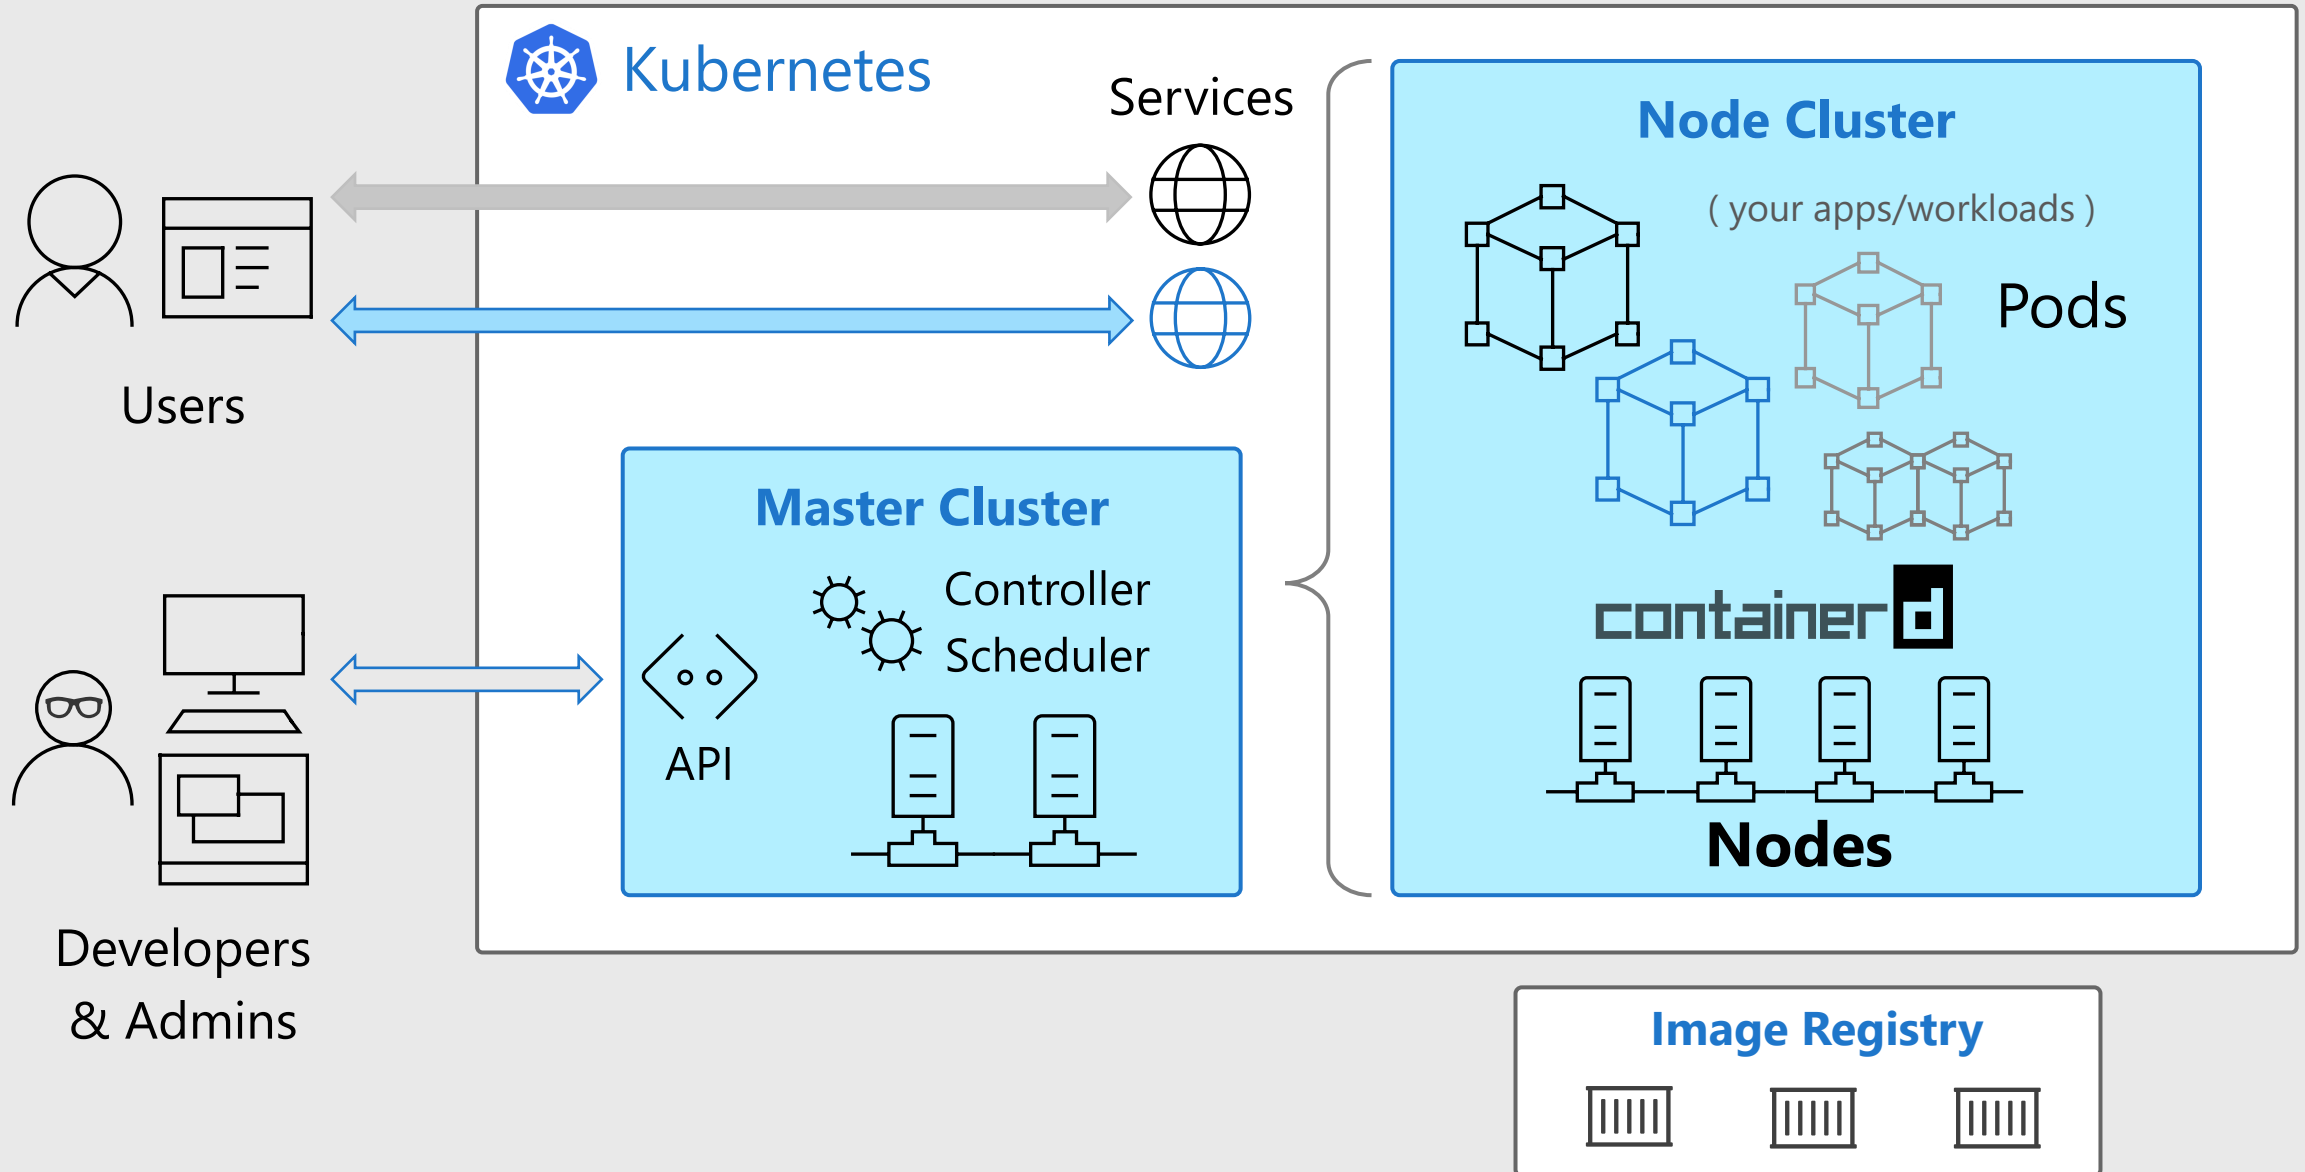 Kubernetes
Services
Users
Developers
& Admins
Master Cluster
Controller
Scheduler
API
Node Cluster
( your apps/workloads )
Pods
containerd
Nodes
Image Registry